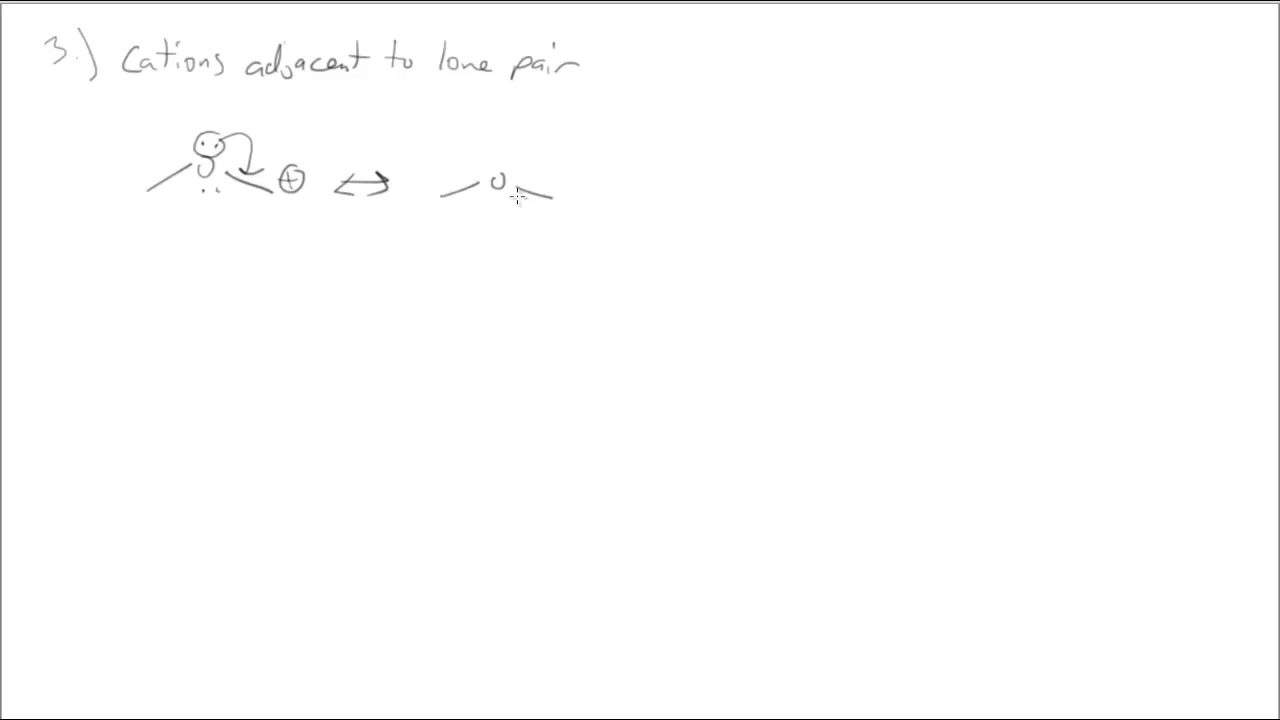 3.) Cations adjacent to lone pair
O ⊕ ⟷ O